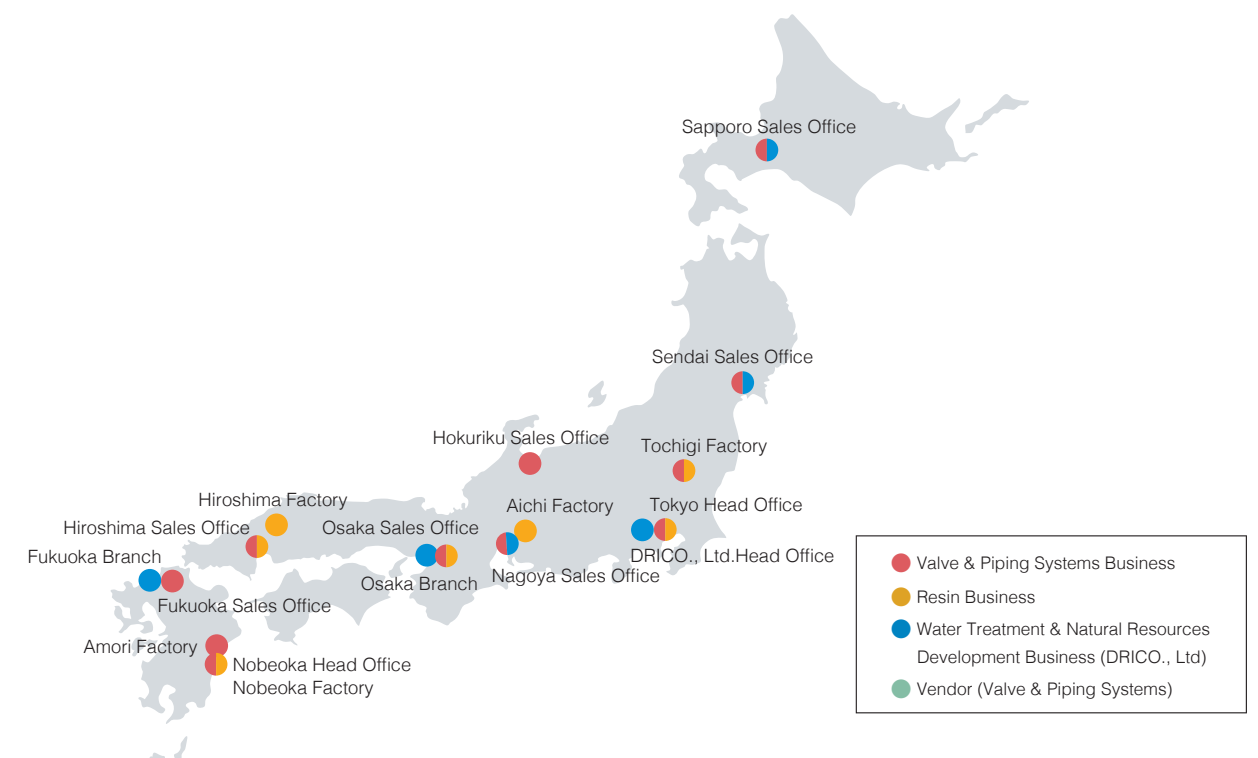 Sapporo Sales Office
Sendai Sales Office
Hokuriku Sales Office
Tochigi Factory
Hiroshima Factory
Aichi Factory
Tokyo Head Office
Hiroshima Sales Office
Osaka Sales Office
Fukuoka Branch
DRICO., Ltd.Head Office
Osaka Branch
Nagoya Sales Office
Fukuoka Sales Office
Amori Factory
Nobeoka Head Office
Nobeoka Factory
Valve & Piping Systems Business
Resin Business
Water Treatment & Natural Resources
Development Business (DRICO., Ltd)
Vendor (Valve & Piping Systems)